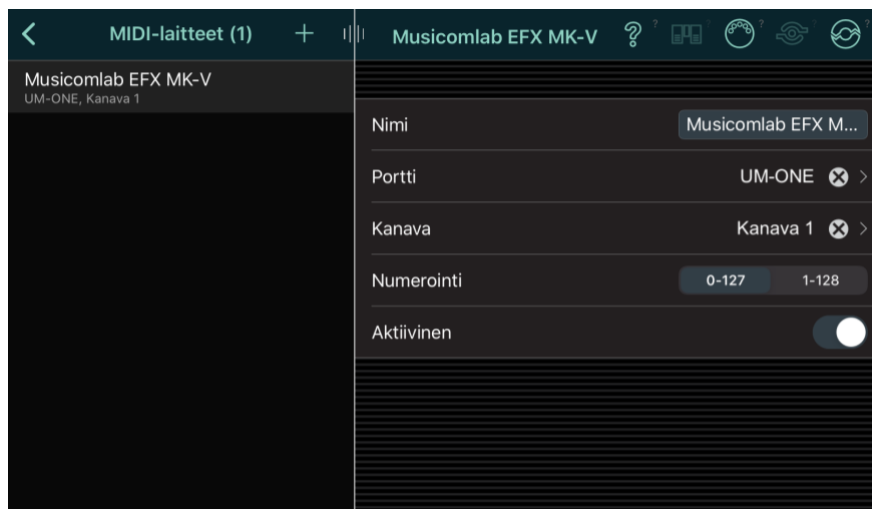 MIDI-laitteet (1)
Musicomlab EFX MK-V
UM-ONE, Kanava 1
Musicomlab EFX MK-V ? ? ? ? ? ?
Nimi Musicomlab EFX M...
Portti UM-ONE
Kanava Kanava 1
Numerointi 0-127 1-128
Aktiivinen